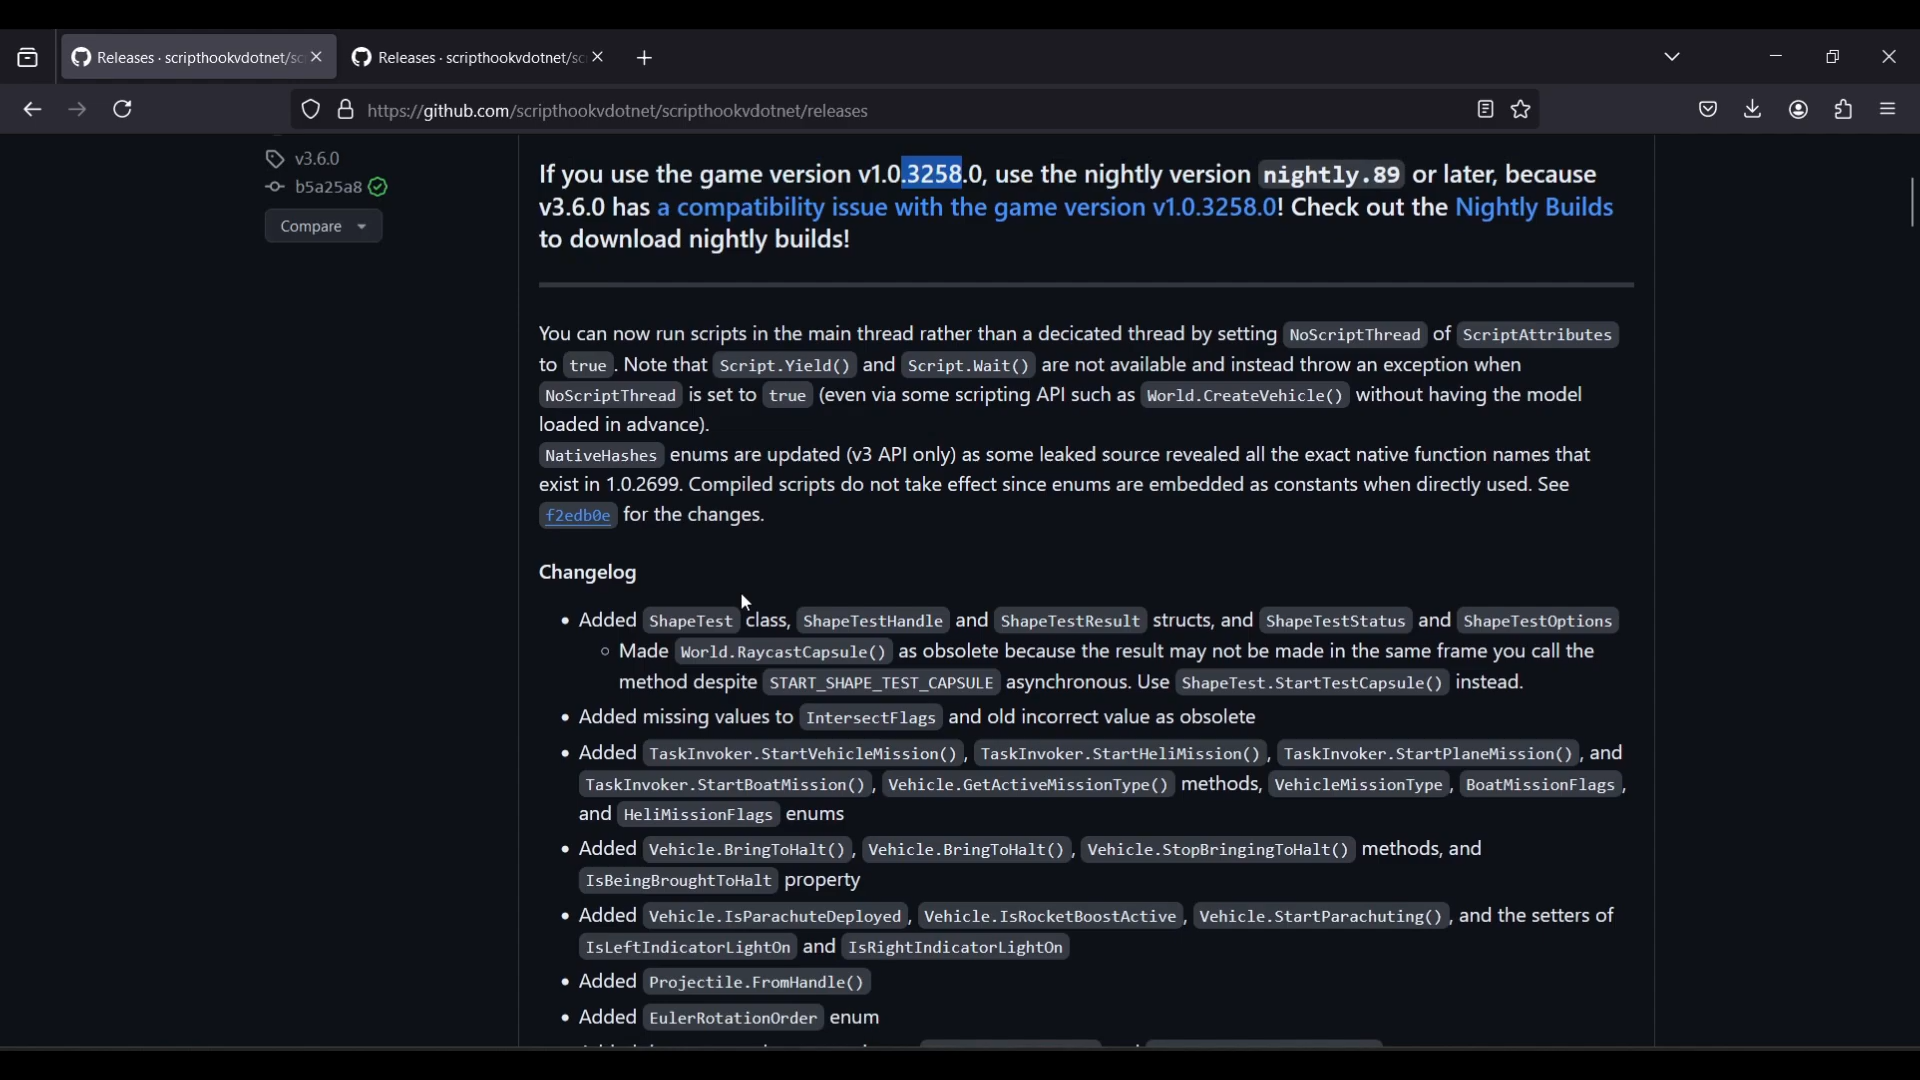 Releases · scripthookvdotnet/sc
Releases · scripthookvdotnet/sc
https://github.com/scripthookvdotnet/scripthookvdotnet/releases
v3.6.0
b5a25a8
Compare
If you use the game version v1.0.3258.0, use the nightly version nightly.89 or later, because
v3.6.0 has a compatibility issue with the game version v1.0.3258.0! Check out the Nightly Builds
to download nightly builds!
You can now run scripts in the main thread rather than a decicated thread by setting NoScriptThread of ScriptAttributes
to true. Note that Script.Yield() and Script.Wait() are not available and instead throw an exception when
NoScriptThread is set to true (even via some scripting API such as World.CreateVehicle() without having the model
loaded in advance).
NativeHashes enums are updated (v3 API only) as some leaked source revealed all the exact native function names that
exist in 1.0.2699. Compiled scripts do not take effect since enums are embedded as constants when directly used. See
f2edb0e for the changes.
Changelog
• Added ShapeTest class, ShapeTestHandle and ShapeTestResult structs, and ShapeTestStatus and ShapeTestOptions
○ Made World.RaycastCapsule() as obsolete because the result may not be made in the same frame you call the
method despite START_SHAPE_TEST_CAPSULE asynchronous. Use ShapeTest.StartTestCapsule() instead.
• Added missing values to IntersectFlags and old incorrect value as obsolete
• Added TaskInvoker.StartVehicleMission(), TaskInvoker.StartHeliMission(), TaskInvoker.StartPlaneMission(), and
TaskInvoker.StartBoatMission(), Vehicle.GetActiveMissionType() methods, VehicleMissionType, BoatMissionFlags,
and HeliMissionFlags enums
• Added Vehicle.BringToHalt(), Vehicle.BringToHalt(), Vehicle.StopBringingToHalt() methods, and
IsBeingBroughtToHalt property
• Added Vehicle.IsParachuteDeployed, Vehicle.IsRocketBoostActive, Vehicle.StartParachuting(), and the setters of
IsLeftIndicatorLightOn and IsRightIndicatorLightOn
• Added Projectile.FromHandle()
• Added EulerRotationOrder enum